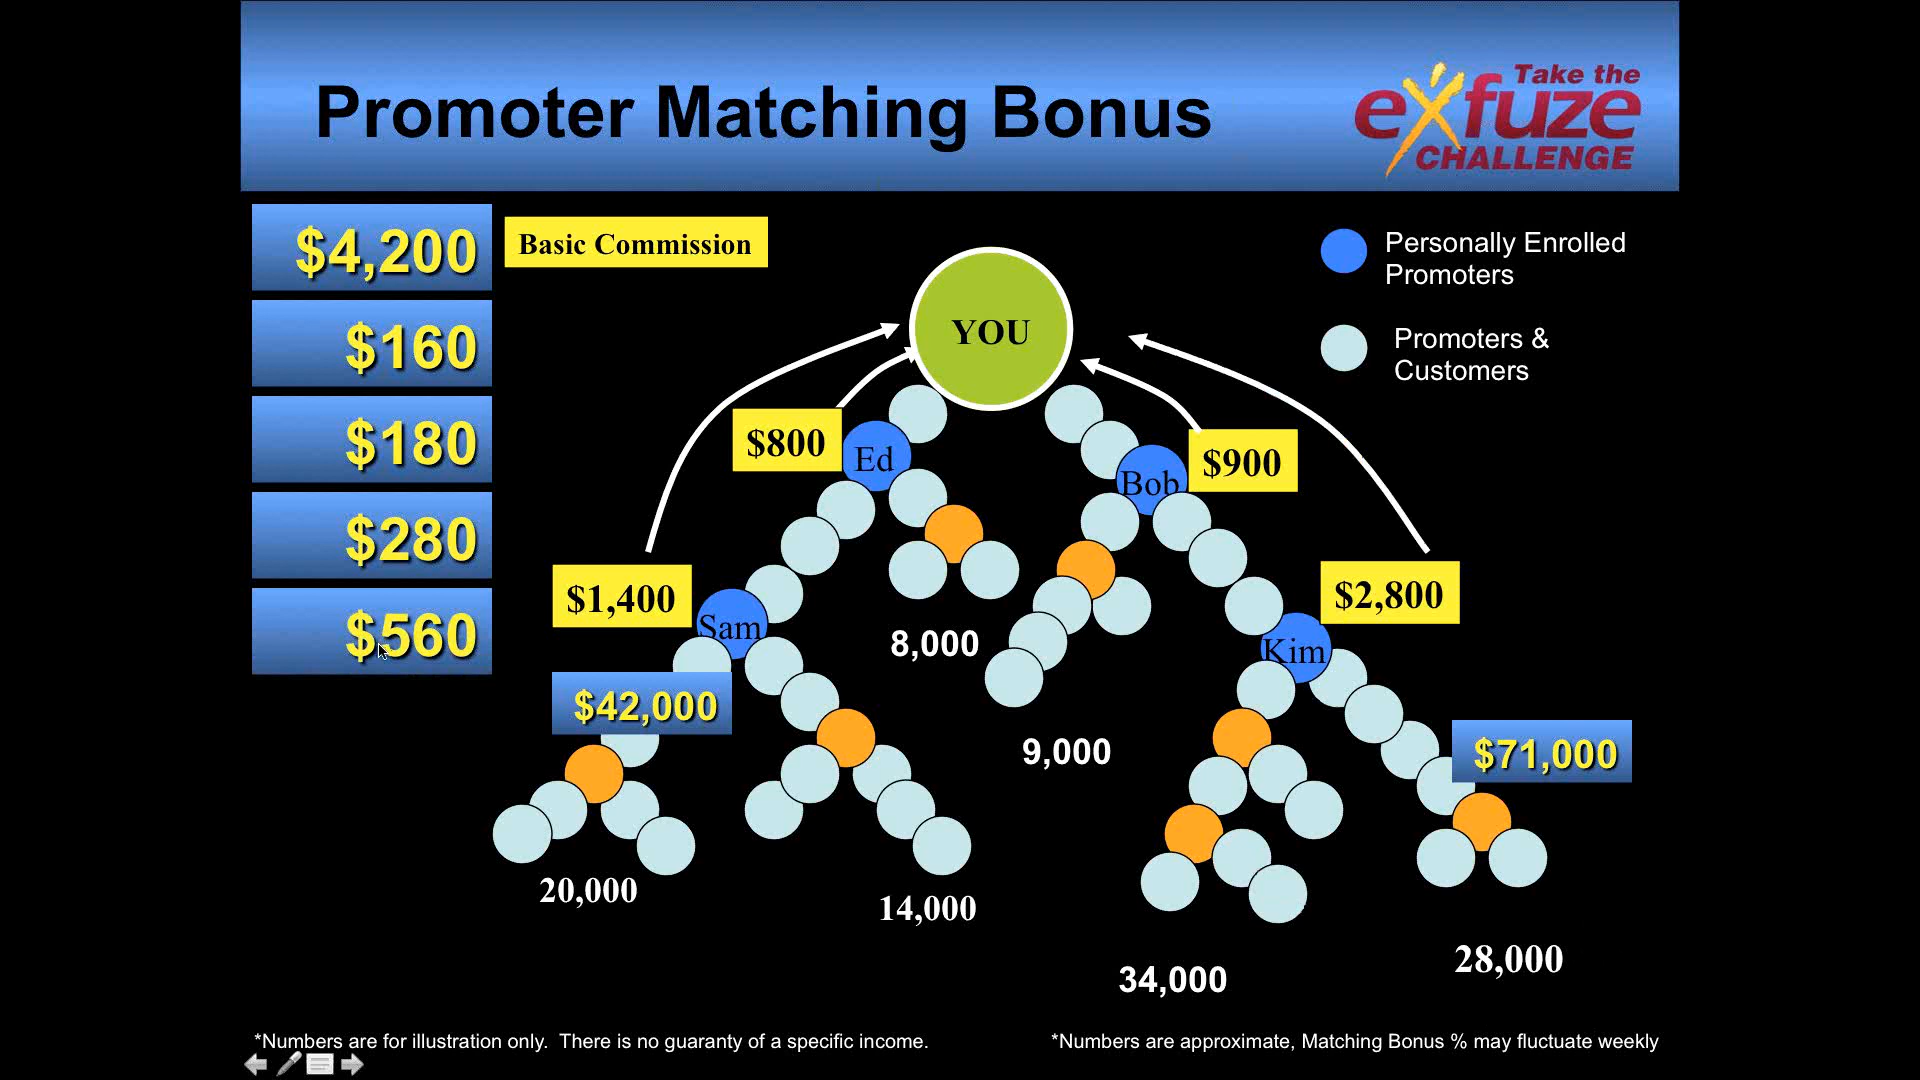 Promoter Matching Bonus
Take the
exfuze
CHALLENGE
$4,200
Basic Commission
$160
$180
$280
$560
Personally Enrolled
Promoters
Promoters &
Customers
YOU
$800
Ed
Bob
$900
$1,400
Sam
8,000
Kim
$2,800
$42,000
9,000
$71,000
20,000
14,000
34,000
28,000
*Numbers are for illustration only. There is no guaranty of a specific income.
*Numbers are approximate, Matching Bonus % may fluctuate weekly